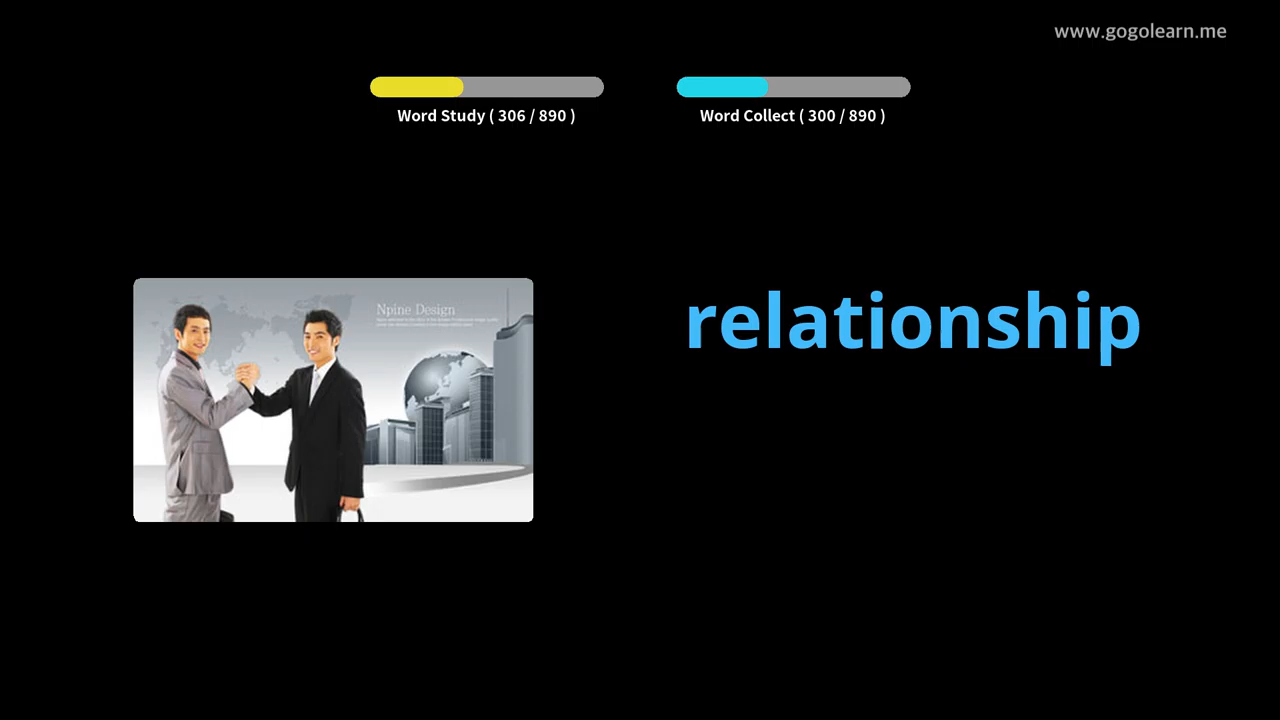 www.gogolearn.me
Word Study ( 306 / 890 )
Word Collect ( 300 / 890 )
Npine Design
relationship